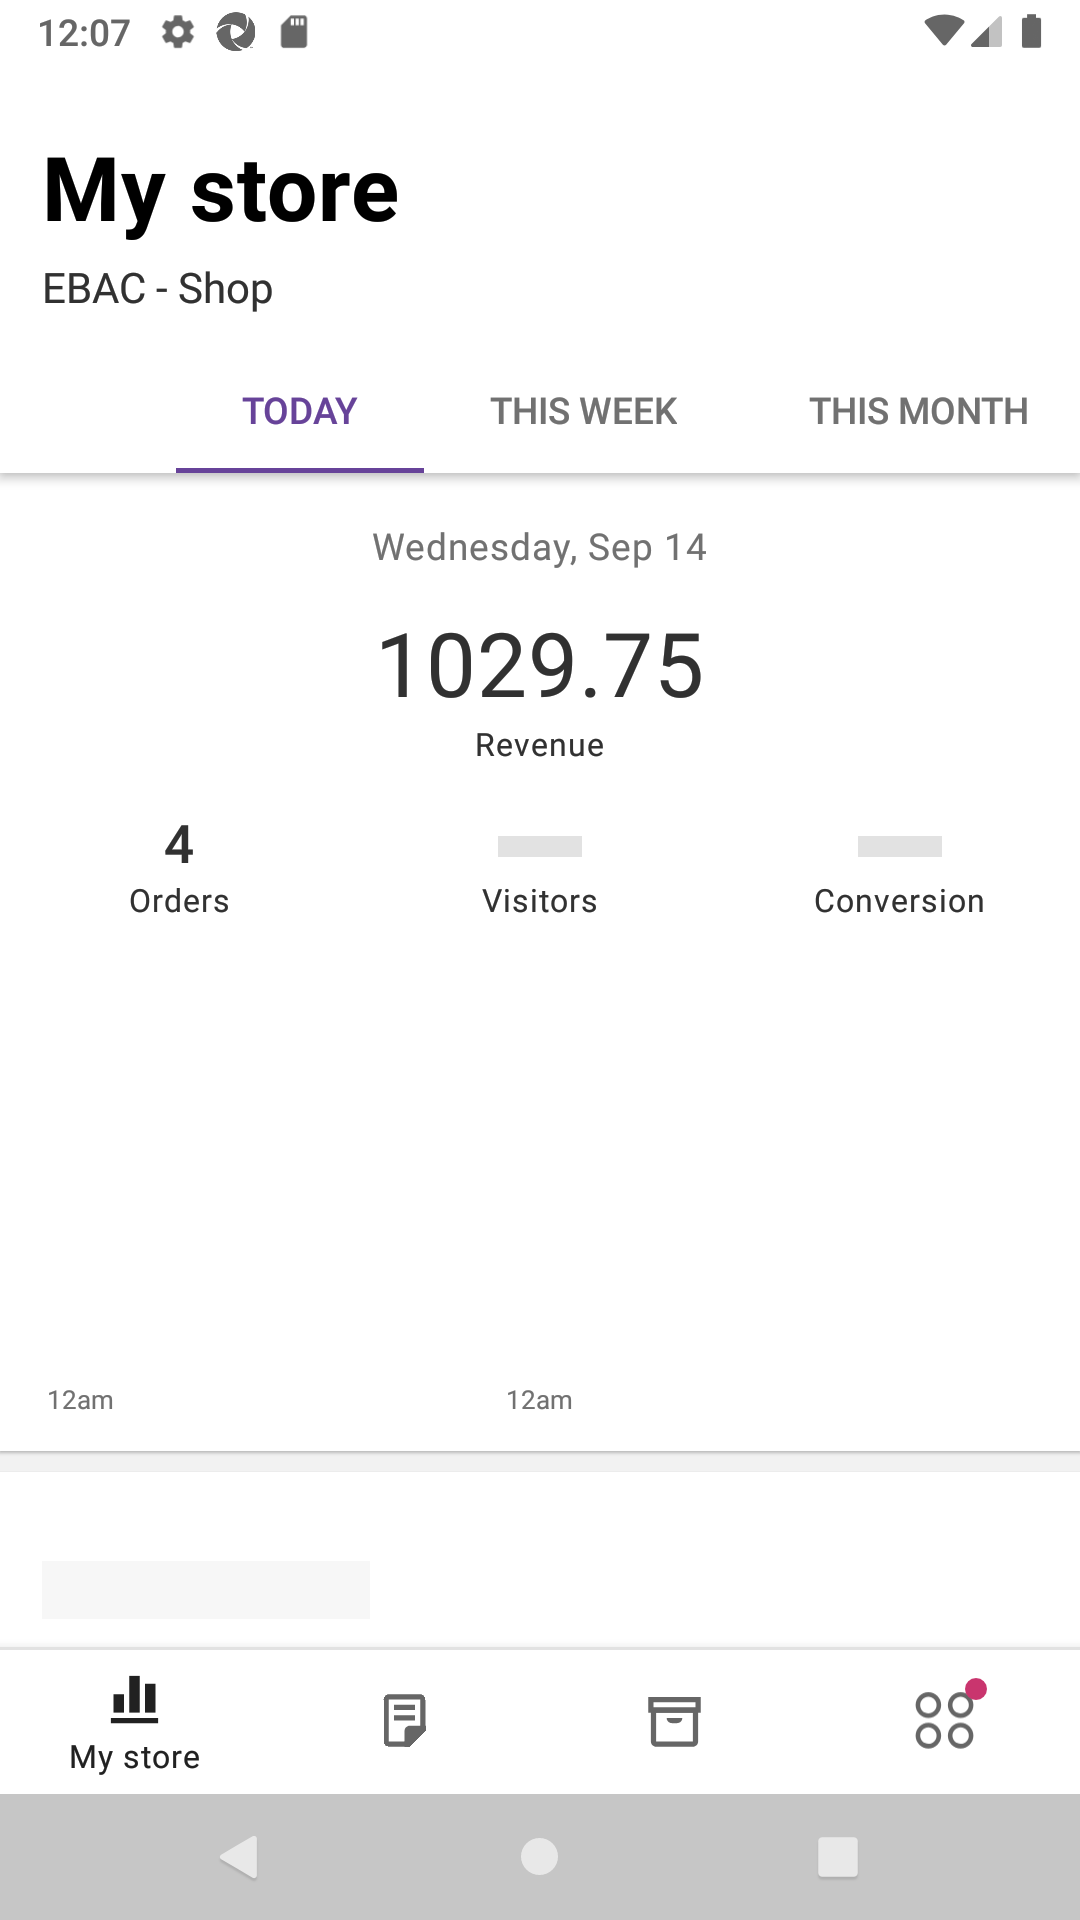 12:07
My store
EBAC - Shop
TODAY THIS WEEK THIS MONTH
Wednesday, Sep 14
1029.75
Revenue
4
Orders Visitors Conversion
12am 12am
My store